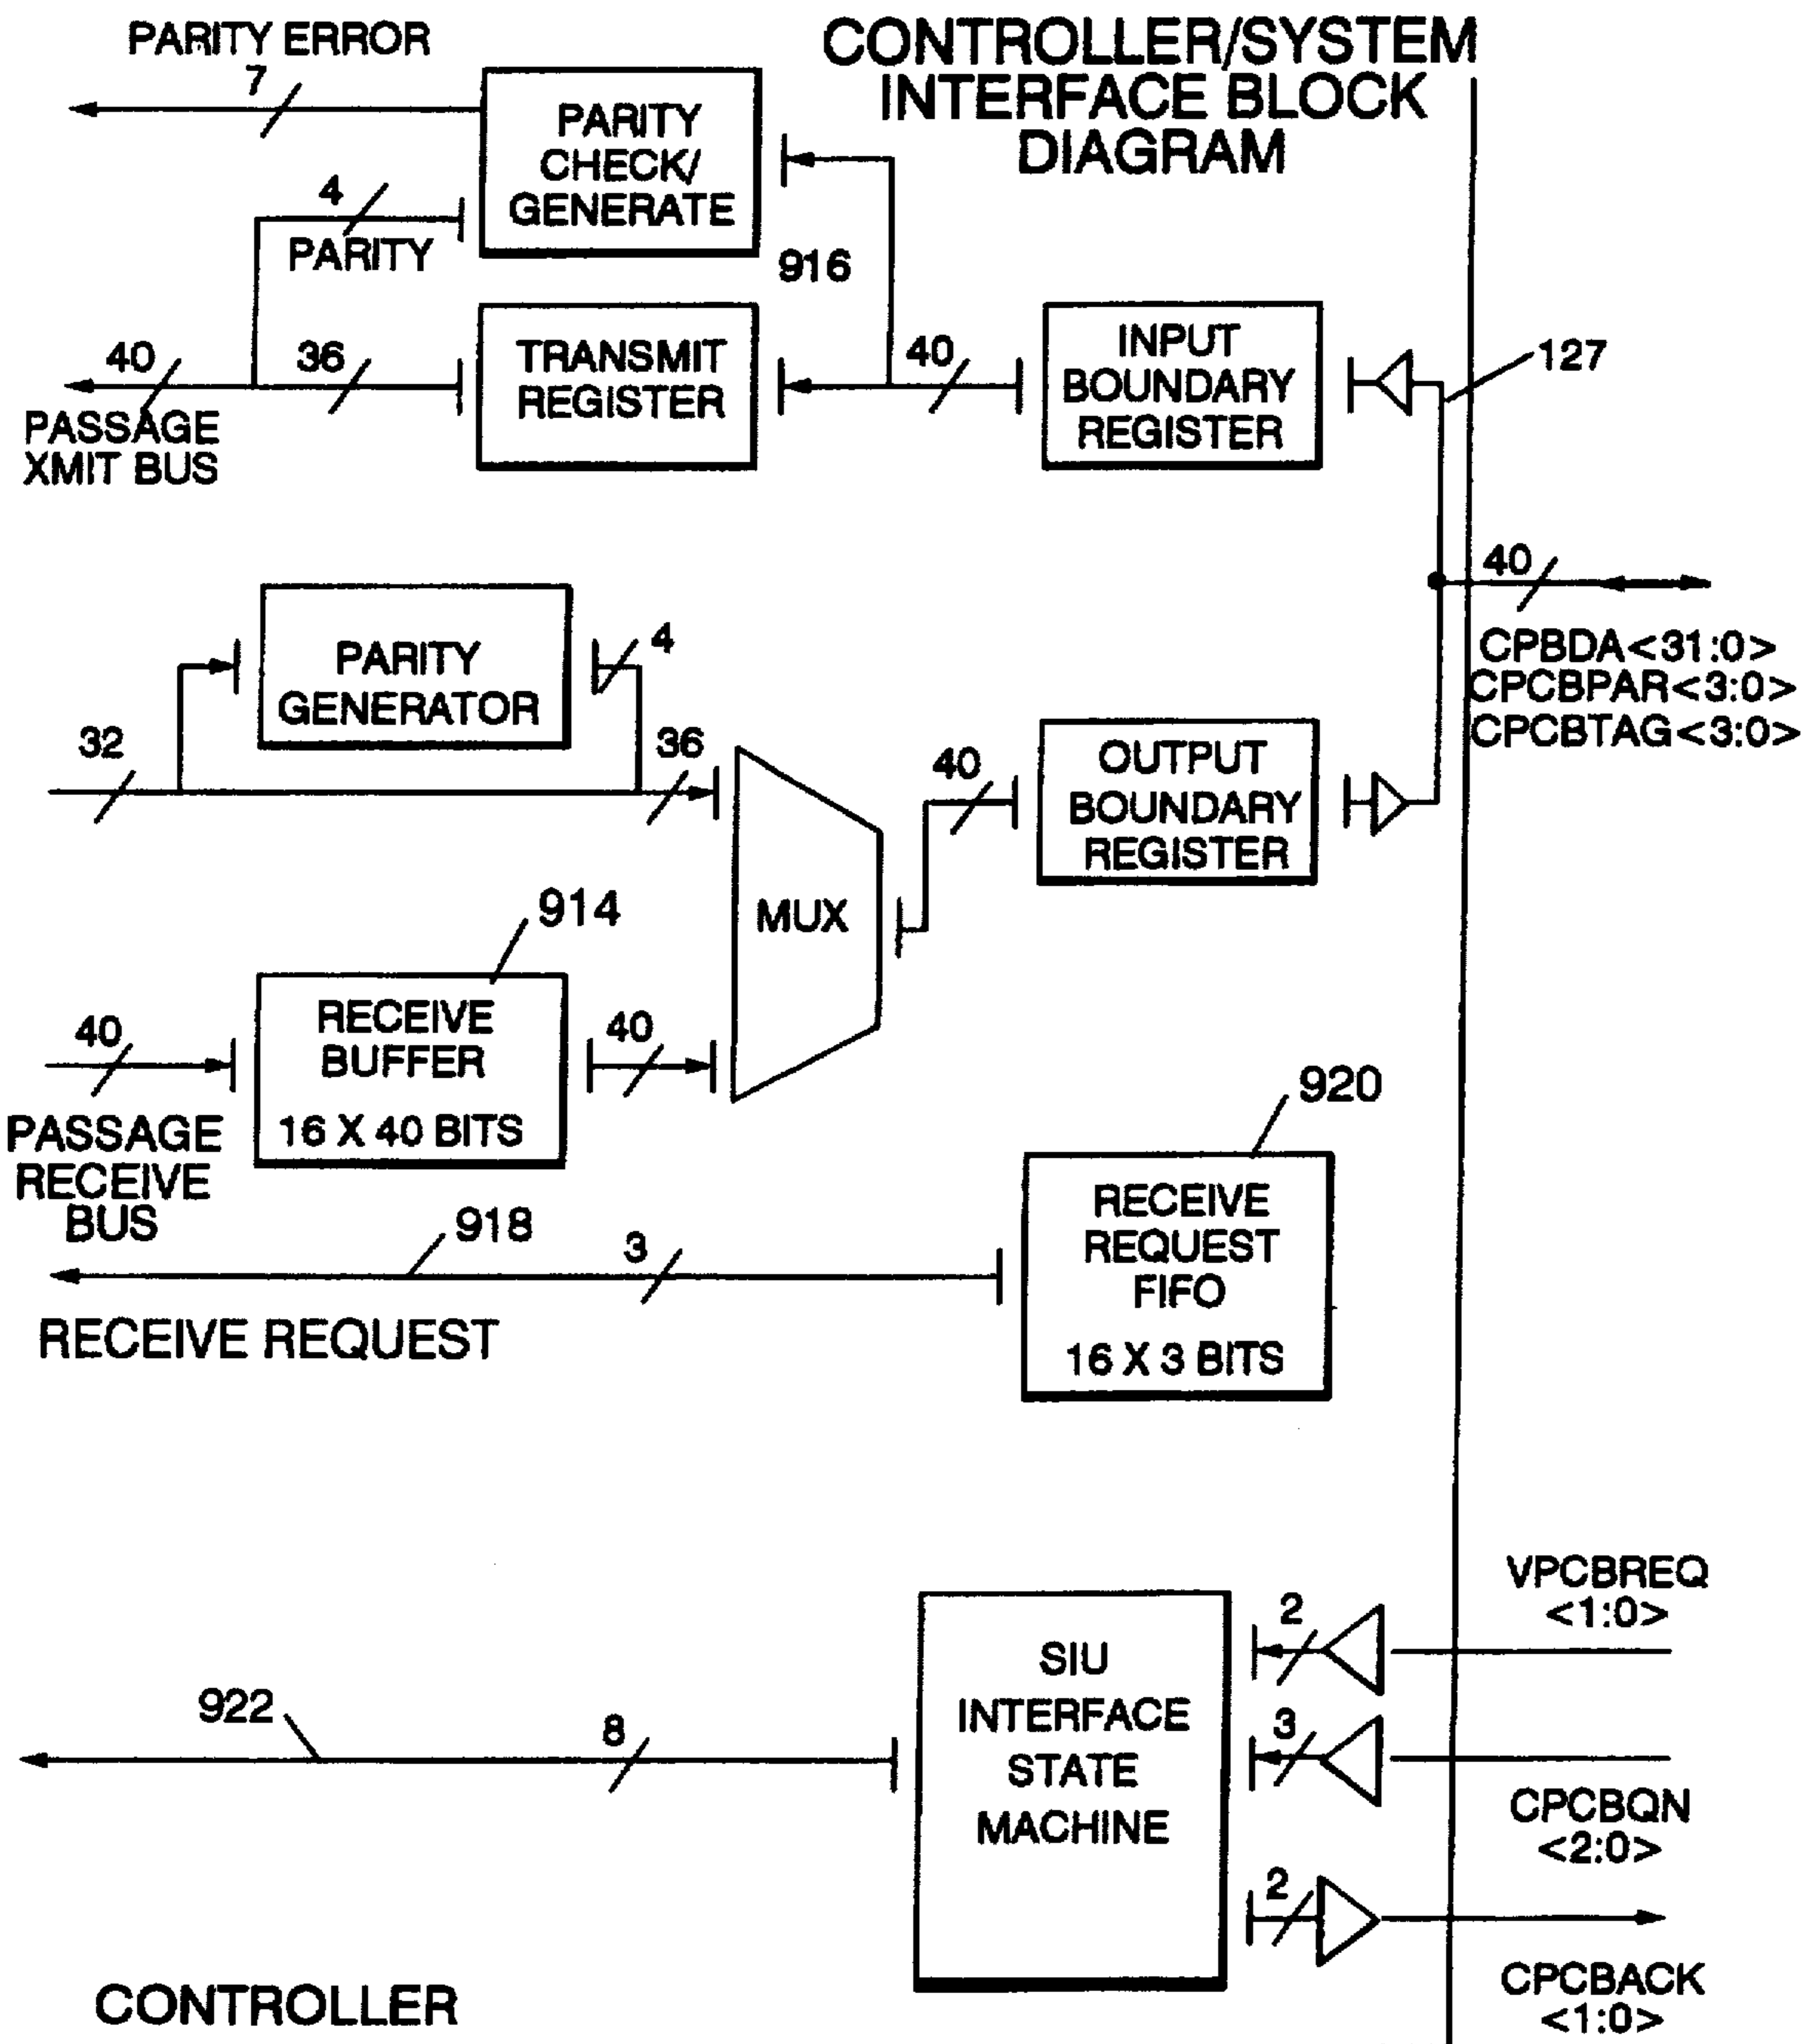 CONTROLLER/SYSTEM
INTERFACE BLOCK
DIAGRAM
PARITY ERROR
7
PARITY
CHECK/
GENERATE
4
PARITY
916
40
36
TRANSMIT
REGISTER
40
INPUT
BOUNDARY
REGISTER
127
PASSAGE
XMIT BUS
40
CPBDA<31:0>
CPCBPAR<3:0>
CPCBTAG<3:0>
PARITY
GENERATOR
4
32
36
MUX
40
OUTPUT
BOUNDARY
REGISTER
914
40
RECEIVE
BUFFER
16 X 40 BITS
40
PASSAGE
RECEIVE
BUS
920
RECEIVE
REQUEST
FIFO
16 X 3 BITS
918
3
RECEIVE REQUEST
VPCBREQ
<1:0>
2
SIU
INTERFACE
STATE
MACHINE
922
8
3
CPCBQN
<2:0>
2
CPCBACK
<1:0>
CONTROLLER